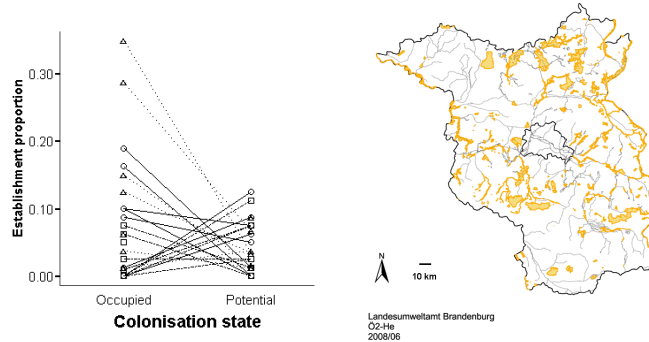 Establishment proportion
0.30
0.20
0.10
0.00
Occupied
Potential
Colonisation state
N
10 km
Landesumweltamt Brandenburg
Ö2-He
2008/06